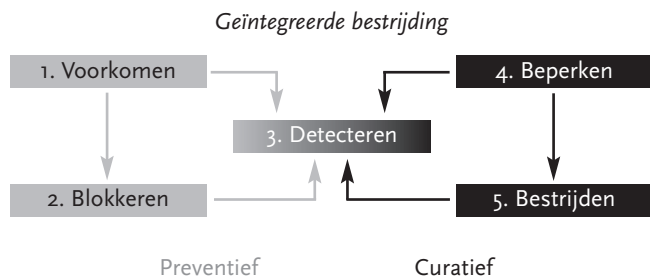 Geïntegreerde bestrijding
1. Voorkomen
4. Beperken
3. Detecteren
2. Blokkeren
5. Bestrijden
Preventief
Curatief